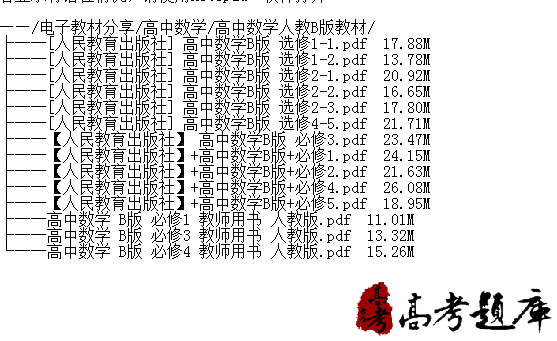 ——/电子教材分享/高中数学/高中数学人教B版教材/
├──[人民教育出版社] 高中数学B版 选修1-1.pdf 17.88M
├──[人民教育出版社] 高中数学B版 选修1-2.pdf 13.78M
├──[人民教育出版社] 高中数学B版 选修2-1.pdf 20.92M
├──[人民教育出版社] 高中数学B版 选修2-2.pdf 16.65M
├──[人民教育出版社] 高中数学B版 选修2-3.pdf 17.80M
├──[人民教育出版社] 高中数学B版 选修4-5.pdf 21.71M
├──【人民教育出版社】 高中数学B版 必修3.pdf 23.47M
├──【人民教育出版社】+高中数学B版+必修1.pdf 24.15M
├──【人民教育出版社】+高中数学B版+必修2.pdf 21.63M
├──【人民教育出版社】+高中数学B版+必修4.pdf 26.08M
├──【人民教育出版社】+高中数学B版+必修5.pdf 18.95M
├──高中数学 B版 必修1 教师用书 人教版.pdf 11.01M
├──高中数学 B版 必修3 教师用书 人教版.pdf 13.32M
└──高中数学 B版 必修4 教师用书 人教版.pdf 15.26M
高考 高考题库